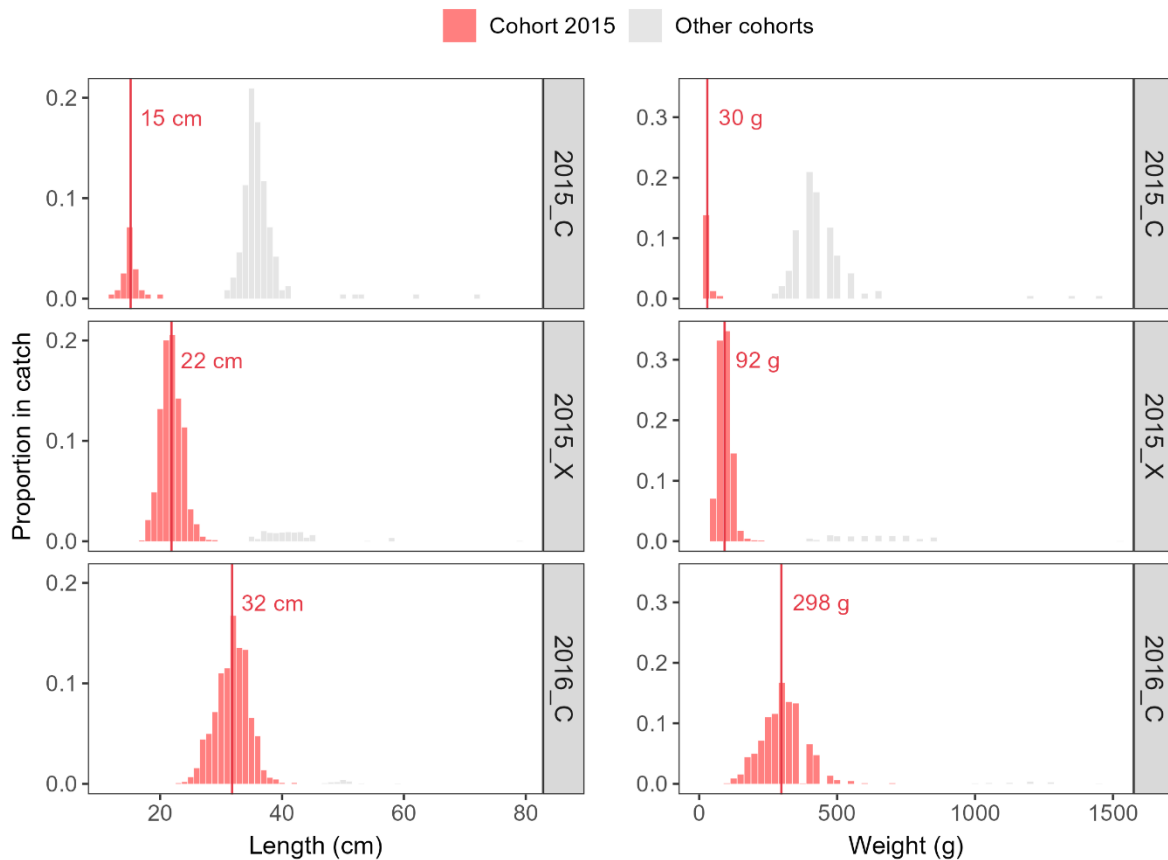 Cohort 2015 Other cohorts
Proportion in catch
0.2
0.1
0.0
15 cm
2015_C
0.3
0.2
0.1
0.0
30 g
2015_C
0.2
0.1
0.0
22 cm
2015_X
0.3
0.2
0.1
0.0
92 g
2015_X
0.2
0.1
0.0
32 cm
2016_C
0.3
0.2
0.1
0.0
298 g
2016_C
20 40 60 80
0 500 1000 1500
Length (cm)
Weight (g)